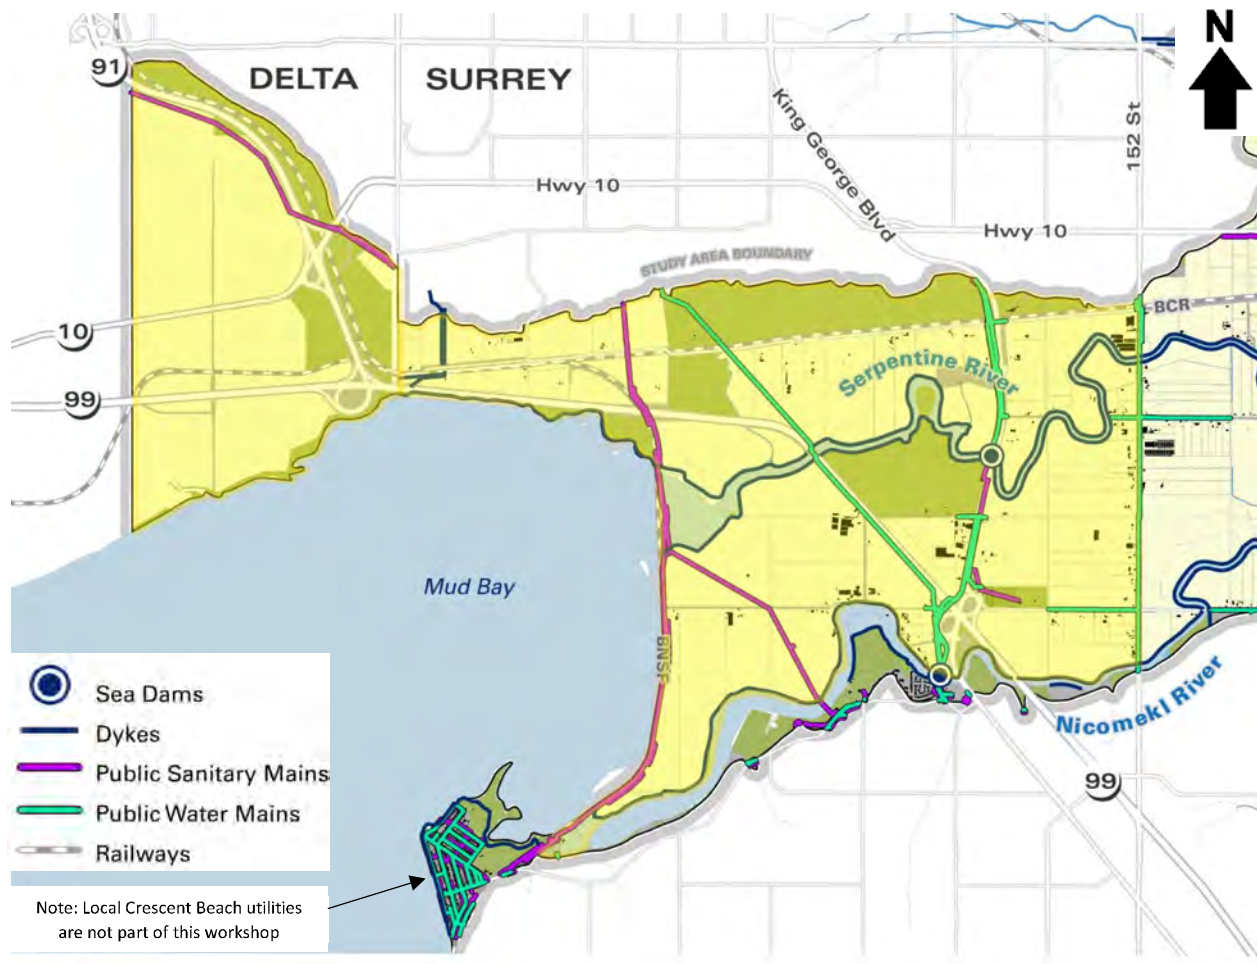 N
91
DELTA
SURREY
King George Blvd
152 St
Hwy 10
Hwy 10
STUDY AREA BOUNDARY
BCR
10
Serpentine River
99
Mud Bay
BNSF
Nicomekl River
99
Sea Dams
Dykes
Public Sanitary Mains
Public Water Mains
Railways
Note: Local Crescent Beach utilities
are not part of this workshop